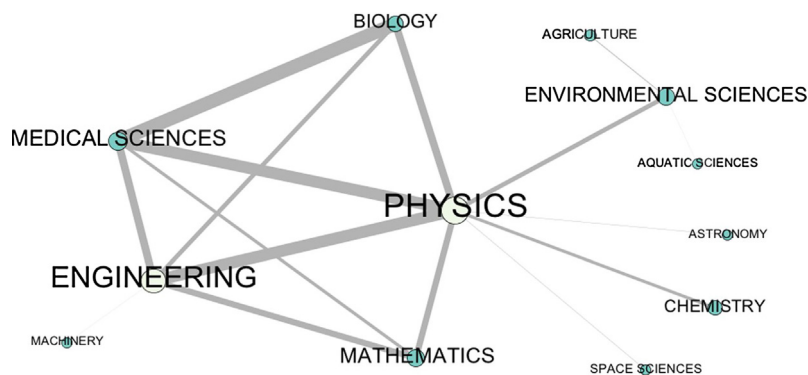 BIOLOGY
AGRICULTURE
ENVIRONMENTAL SCIENCES
MEDICAL SCIENCES
AQUATIC SCIENCES
PHYSICS
ASTRONOMY
ENGINEERING
CHEMISTRY
MACHINERY
MATHEMATICS
SPACE SCIENCES